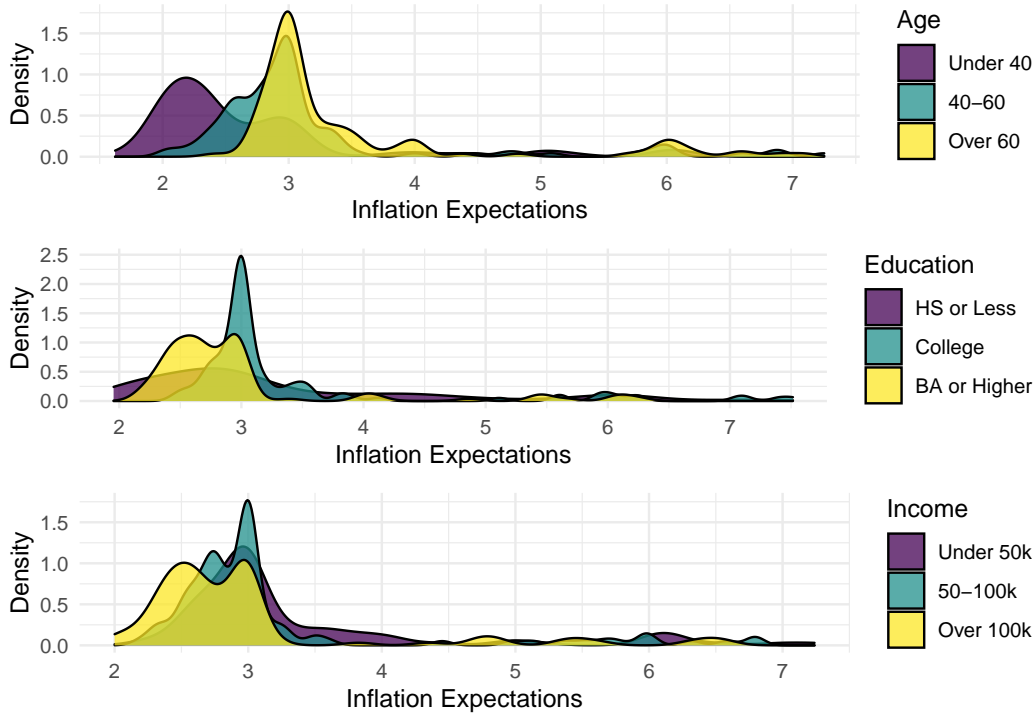 Age
Under 40
40−60
Over 60
Density
0.0
0.5
1.0
1.5
2 3 4 5 6 7
Inflation Expectations
Education
HS or Less
College
BA or Higher
Density
0.0
0.5
1.0
1.5
2.0
2.5
2 3 4 5 6 7
Inflation Expectations
Income
Under 50k
50−100k
Over 100k
Density
0.0
0.5
1.0
1.5
2 3 4 5 6 7
Inflation Expectations